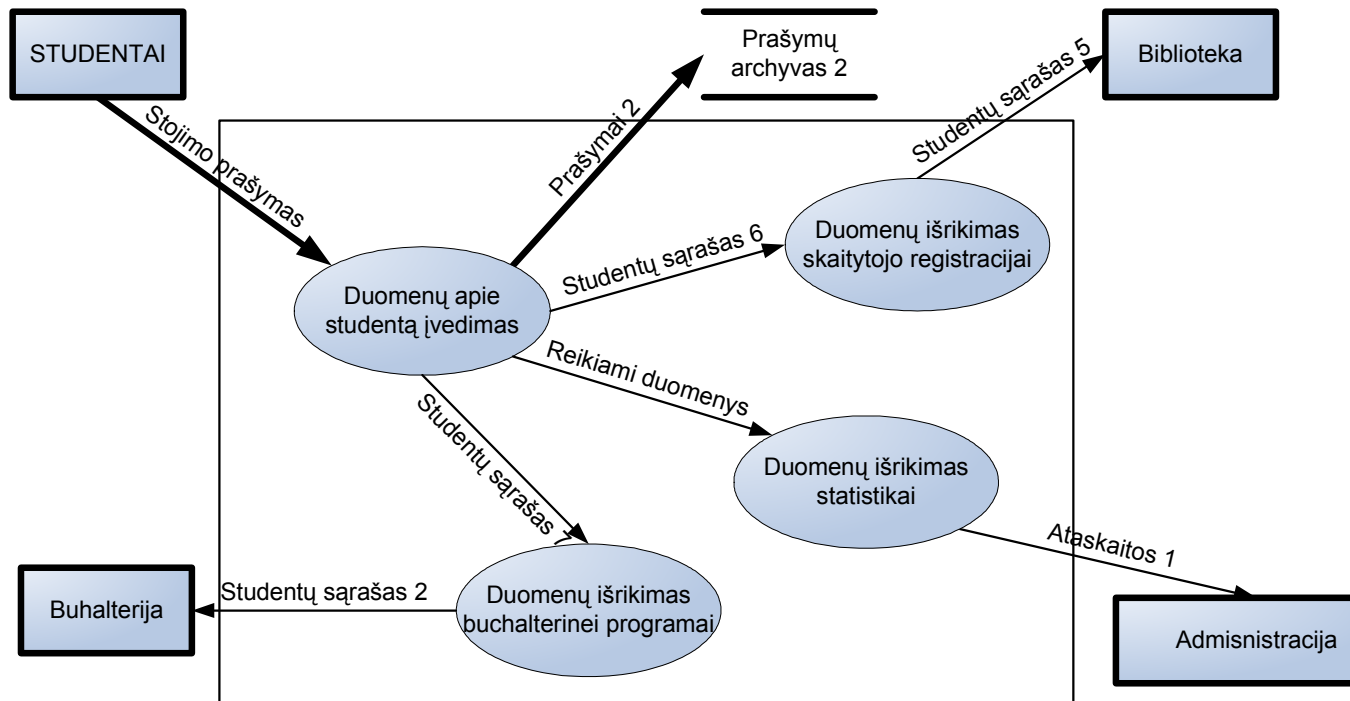 STUDENTAI
Prašymų
archyvas 2
Biblioteka
Stojimo prašymas
Prašymai 2
Studentų sąrašas 5
Duomenų išrikimas
skaitytojo registracijai
Studentų sąrašas 6
Duomenų apie
studentą įvedimas
Reikiami duomenys
Studentų sąrašas 7
Duomenų išrikimas
statistikai
Ataskaitos 1
Buhalterija
Studentų sąrašas 2
Duomenų išrikimas
buchalterinei programai
Admisnistracija